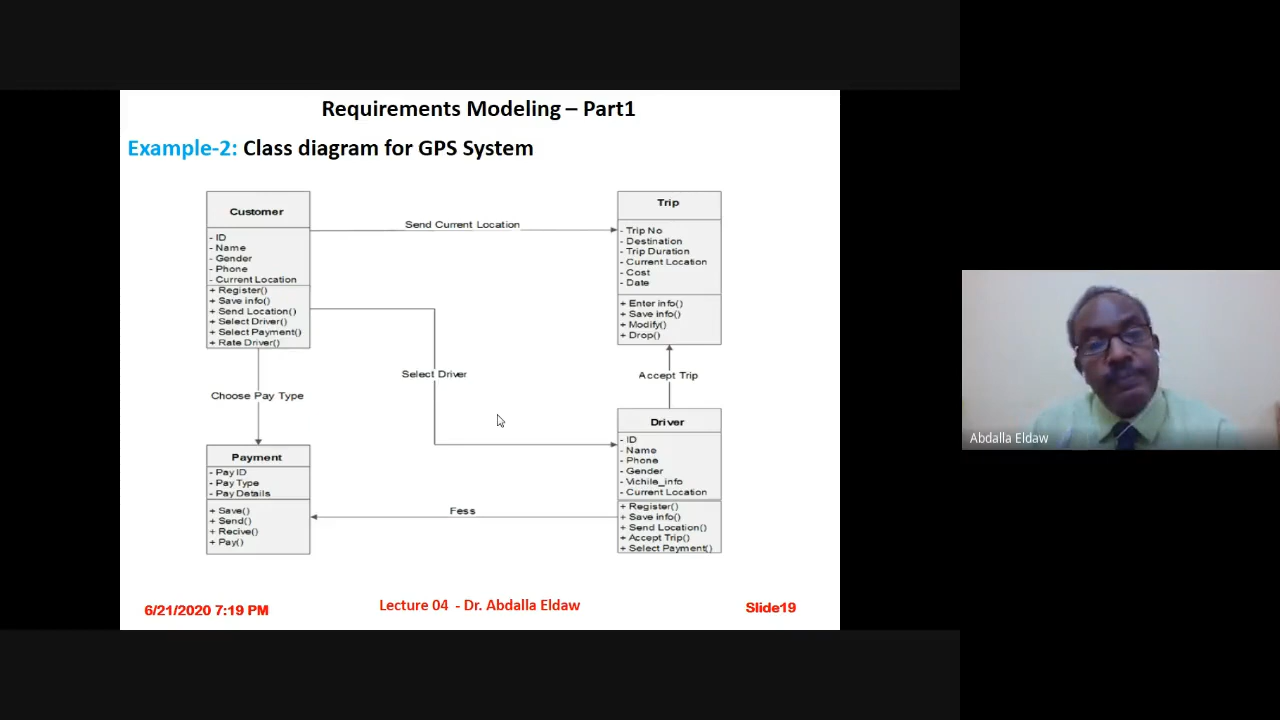 Requirements Modeling – Part1
Example-2: Class diagram for GPS System
Customer
- ID
- Name
- Gender
- Phone
- Current Location
+ Register()
+ Save info()
+ Send Location()
+ Select Driver()
+ Select Payment()
+ Rate Driver()
Send Current Location
Trip
- Trip No
- Destination
- Trip Duration
- Current Location
- Cost
- Date
+ Enter info()
+ Save info()
+ Modify()
+ Drop()
Select Driver
Accept Trip
Choose Pay Type
Payment
- Pay ID
- Pay Type
- Pay Details
+ Save()
+ Send()
+ Recive()
+ Pay()
Fess
Driver
- ID
- Name
- Phone
- Gender
- Vichile_info
- Current Location
+ Register()
+ Save info()
+ Send Location()
+ Accept Trip()
+ Select Payment()
6/21/2020 7:19 PM
Lecture 04 - Dr. Abdalla Eldaw
Slide19
Abdalla Eldaw